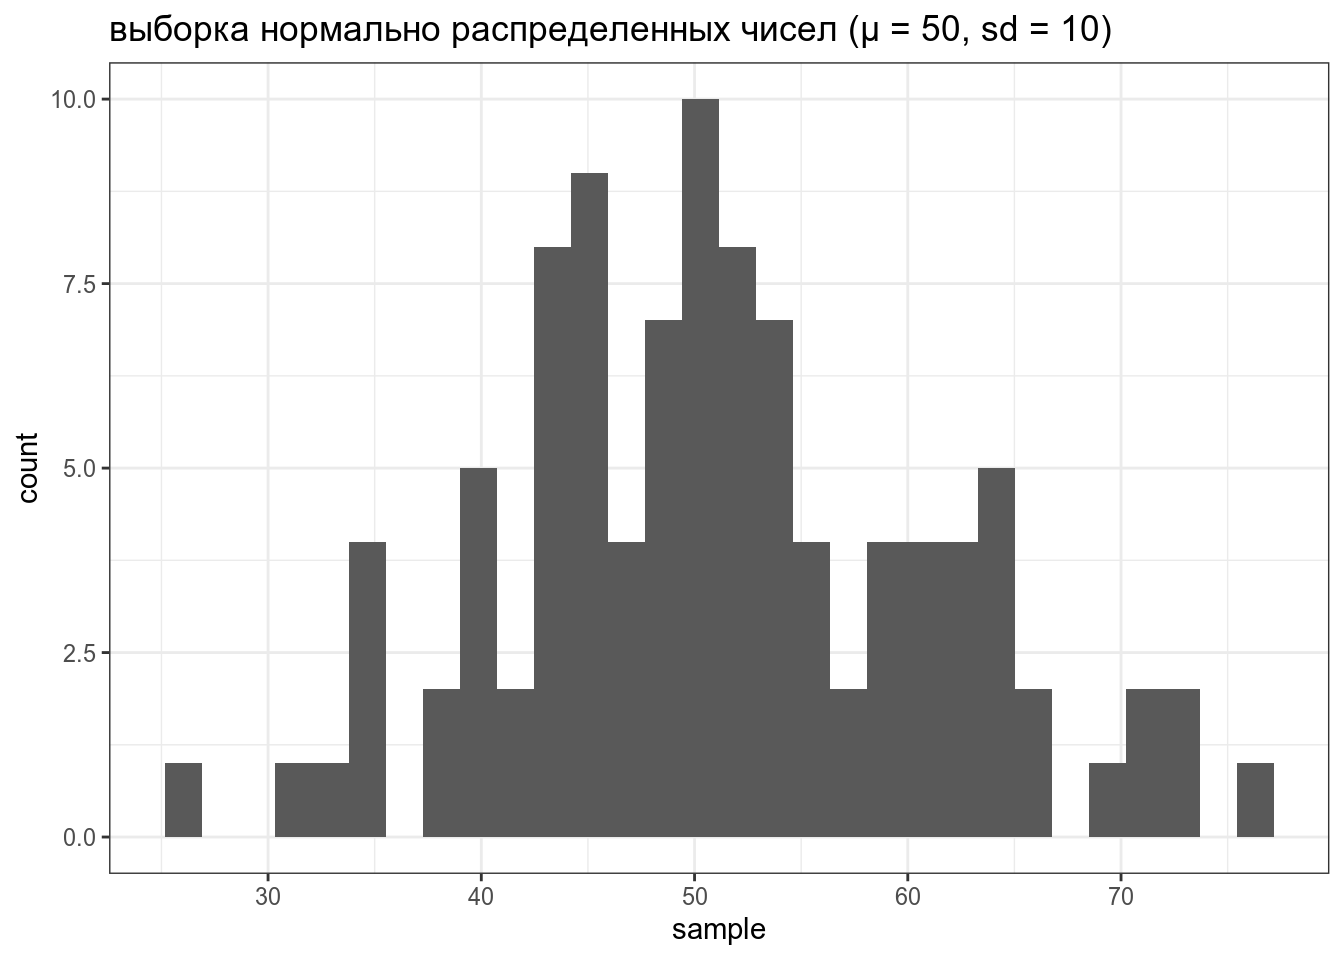 выборка нормально распределенных чисел (μ = 50, sd = 10)
10.0
7.5
5.0
2.5
0.0
count
30 40 50 60 70
sample